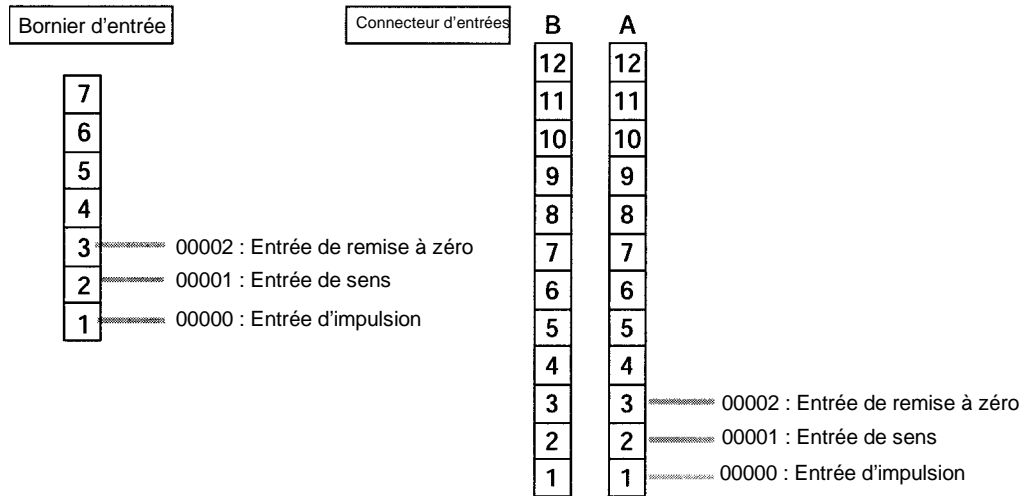 Bornier d'entrée
7
6
5
4
3 00002 : Entrée de remise à zéro
2 00001 : Entrée de sens
1 00000 : Entrée d'impulsion
Connecteur d'entrées
B A
12 12
11 11
10 10
9 9
8 8
7 7
6 6
5 5
4 4
3 3 00002 : Entrée de remise à zéro
2 2 00001 : Entrée de sens
1 1 00000 : Entrée d'impulsion